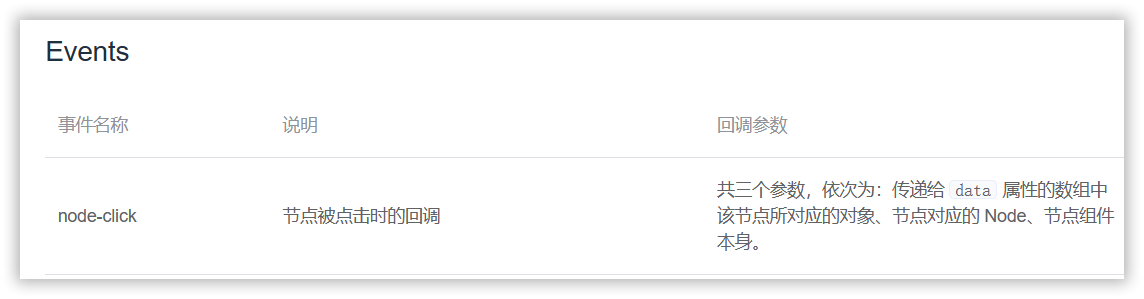 Events
事件名称 说明 回调参数
node-click 节点被点击时的回调 共三个参数，依次为：传递给 data 属性的数组中
该节点所对应的对象、节点对应的 Node、节点组件
本身。